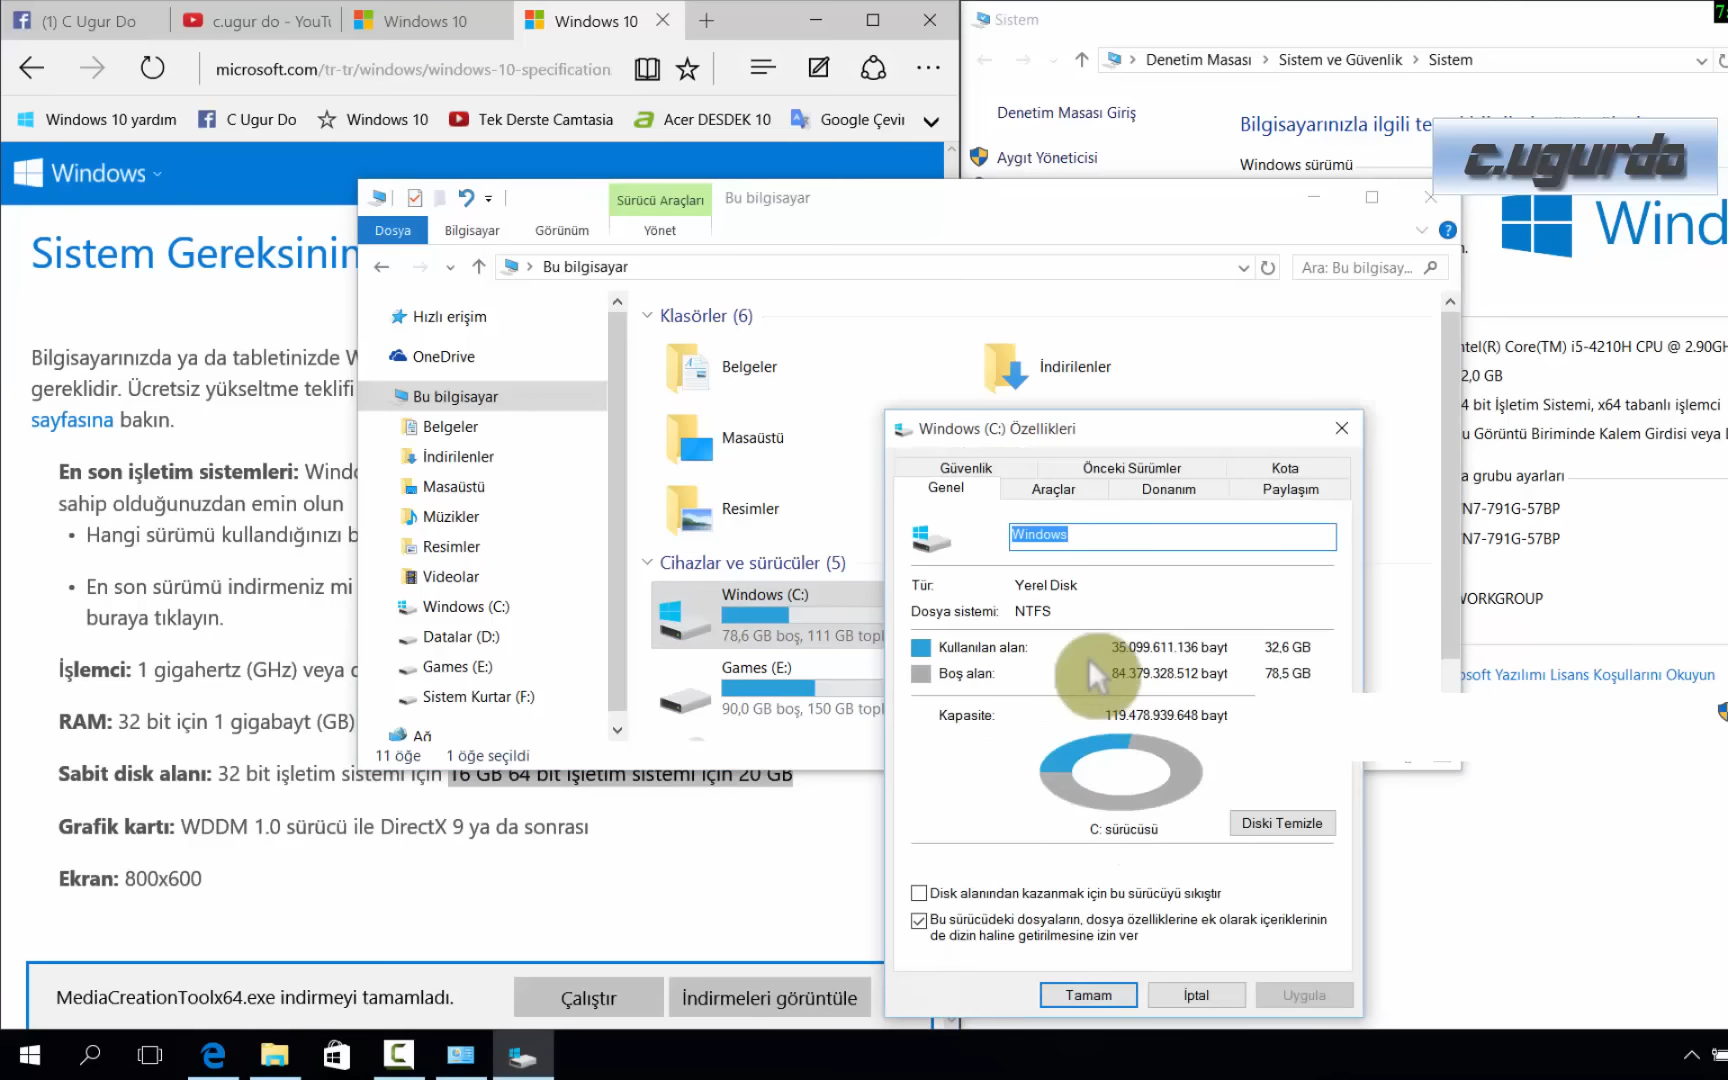 (1) C Ugur Do
c.ugur do - YouTu
Windows 10
Windows 10
microsoft.com/tr-tr/windows/windows-10-specification
Windows 10 yardım
C Ugur Do
Windows 10
Tek Derste Camtasia
Acer DESDEK 10
Google Çevir
Windows
Sistem Gereksinin
Bilgisayarınızda ya da tabletinizde W
gereklidir. Ücretsiz yükseltme teklifi
sayfasına bakın.
En son işletim sistemleri: Windo
sahip olduğunuzdan emin olun
• Hangi sürümü kullandığınızı b
• En son sürümü indirmeniz mi
buraya tıklayın.
İşlemci: 1 gigahertz (GHz) veya d
RAM: 32 bit için 1 gigabayt (GB)
Sabit disk alanı: 32 bit işletim sistemi için 16 GB 64 bit işletim sistemi için 20 GB
Grafik kartı: WDDM 1.0 sürücü ile DirectX 9 ya da sonrası
Ekran: 800x600
MediaCreationToolx64.exe indirmeyi tamamladı.
Çalıştır
İndirmeleri görüntüle
Sistem
Denetim Masası > Sistem ve Güvenlik > Sistem
Denetim Masası Giriş
Aygıt Yöneticisi
Bilgisayarınızla ilgili te
Windows sürümü
c.ugurdo
Wind
ntel(R) Core(TM) i5-4210H CPU @ 2.90GH
2,0 GB
4 bit İşletim Sistemi, x64 tabanlı işlemci
u Görüntü Biriminde Kalem Girdisi veya
a grubu ayarları
N7-791G-57BP
N7-791G-57BP
WORKGROUP
osoft Yazılımı Lisans Koşullarını Okuyun
Sürücü Araçları
Bu bilgisayar
Dosya
Bilgisayar
Görünüm
Yönet
Bu bilgisayar
Ara: Bu bilgisay...
Hızlı erişim
OneDrive
Bu bilgisayar
Belgeler
İndirilenler
Masaüstü
Müzikler
Resimler
Videolar
Windows (C:)
Datalar (D:)
Games (E:)
Sistem Kurtar (F:)
Ağ
11 öğe
1 öğe seçildi
Klasörler (6)
Belgeler
İndirilenler
Masaüstü
Resimler
Cihazlar ve sürücüler (5)
Windows (C:)
78,6 GB boş, 111 GB topl
Games (E:)
90,0 GB boş, 150 GB topl
Windows (C:) Özellikleri
Güvenlik
Önceki Sürümler
Kota
Genel
Araçlar
Donanım
Paylaşım
Windows
Tür: Yerel Disk
Dosya sistemi: NTFS
Kullanılan alan: 35.099.611.136 bayt 32,6 GB
Boş alan: 84.379.328.512 bayt 78,5 GB
Kapasite: 119.478.939.648 bayt
C: sürücüsü
Diski Temizle
Disk alanından kazanmak için bu sürücüyü sıkıştır
Bu sürücüdeki dosyaların, dosya özelliklerine ek olarak içeriklerinin
de dizin haline getirilmesine izin ver
Tamam
İptal
Uygula